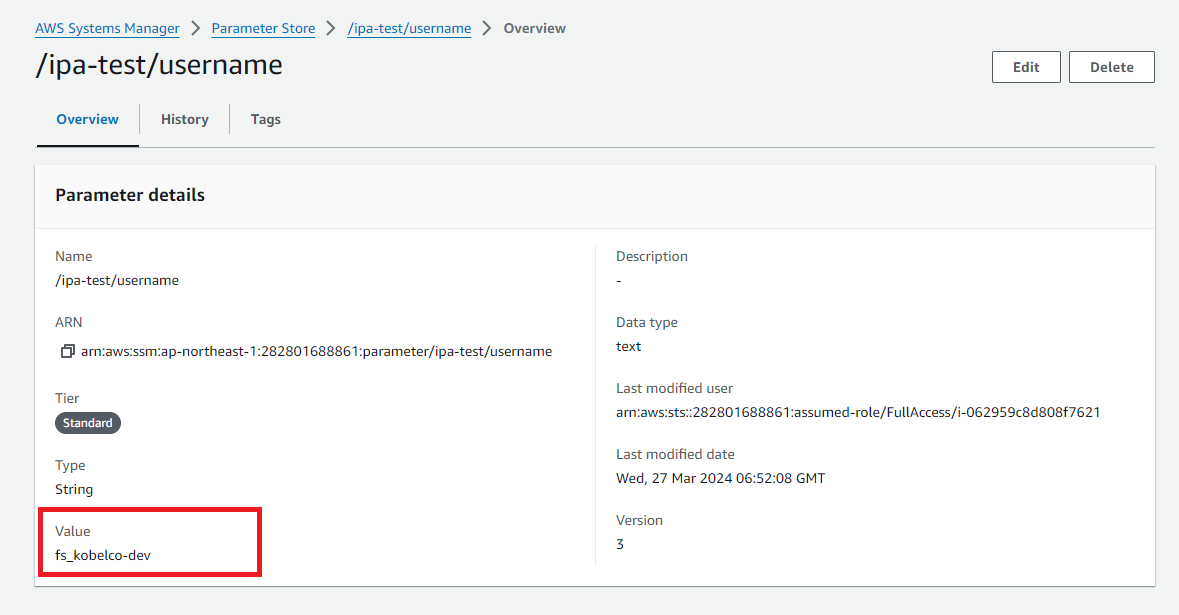 AWS Systems Manager > Parameter Store > /ipa-test/username > Overview
/ipa-test/username
Edit
Delete
Overview
History
Tags
Parameter details
Name
/ipa-test/username
ARN
arn:aws:ssm:ap-northeast-1:282801688861:parameter/ipa-test/username
Tier
Standard
Type
String
Value
fs_kobelco-dev
Description
-
Data type
text
Last modified user
arn:aws:sts::282801688861:assumed-role/FullAccess/i-062959c8d808f7621
Last modified date
Wed, 27 Mar 2024 06:52:08 GMT
Version
3